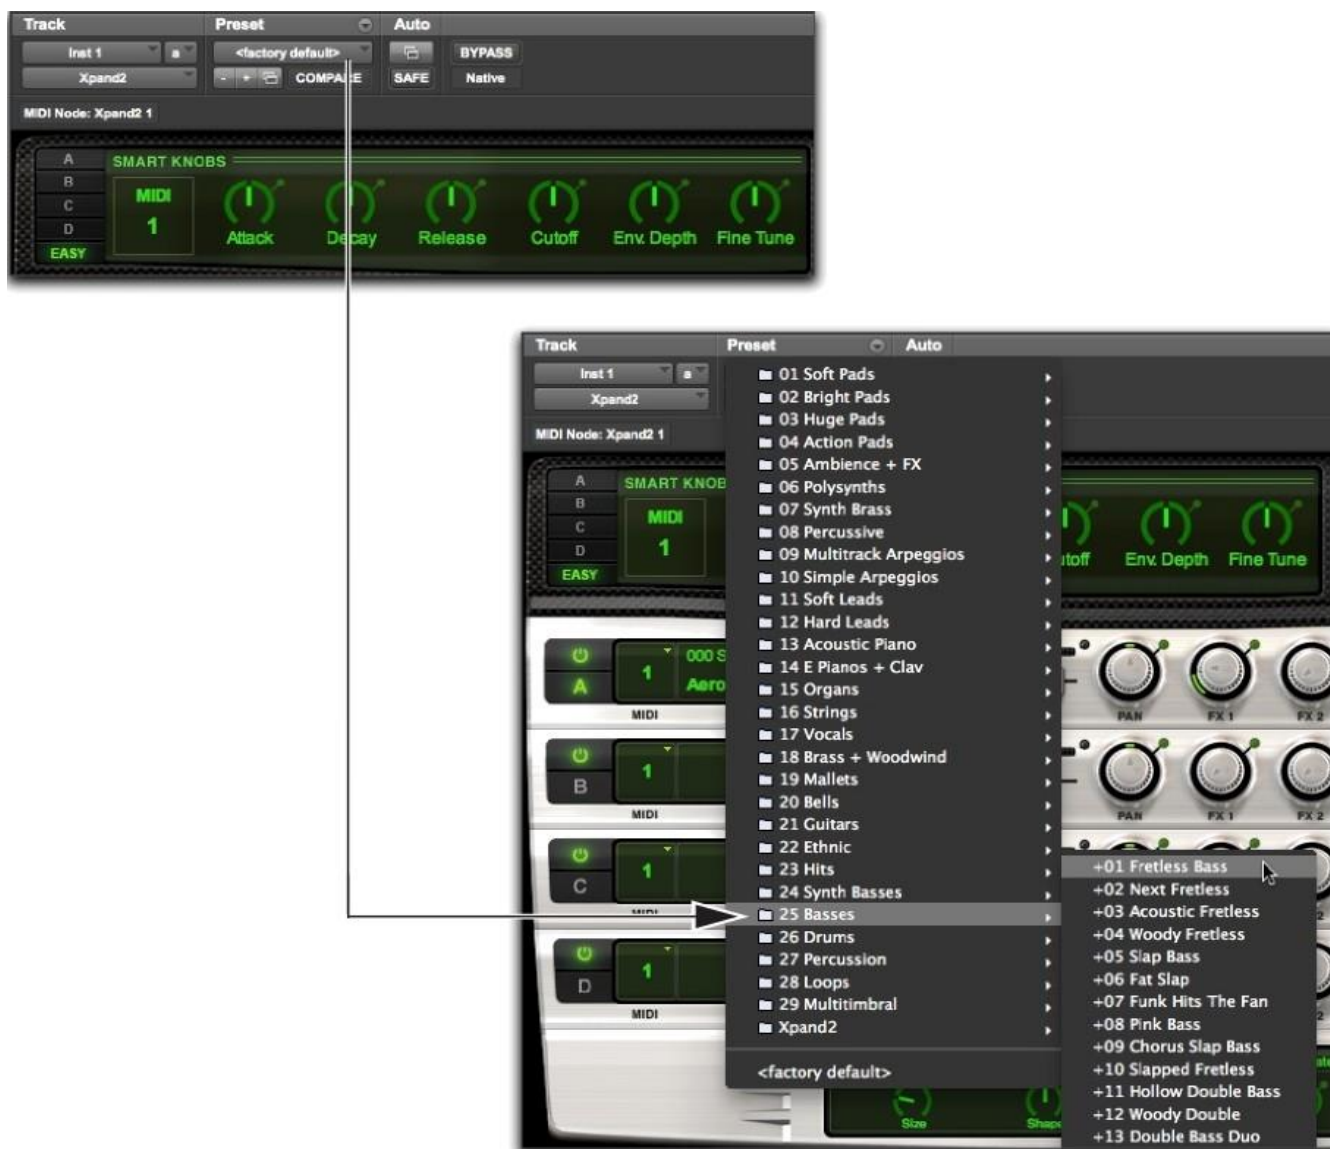 Track Preset Auto
Inst 1 a <factory default> BYPASS
Xpand2 - + COMPARE SAFE Native
MIDI Node: Xpand2 1
A SMART KNOBS
B
MIDI
C
1
D
Attack Decay Release Cutoff Env. Depth Fine Tune
EASY
Track Preset Auto
Inst 1 a
Xpand2
MIDI Node: Xpand2 1
A SMART KNOB
B
MIDI
C
1
D
EASY
utoff Env. Depth Fine Tune
01 Soft Pads
02 Bright Pads
03 Huge Pads
04 Action Pads
05 Ambience + FX
06 Polysynths
07 Synth Brass
08 Percussive
09 Multitrack Arpeggios
10 Simple Arpeggios
11 Soft Leads
12 Hard Leads
13 Acoustic Piano
14 E Pianos + Clav
15 Organs
16 Strings
17 Vocals
18 Brass + Woodwind
19 Mallets
20 Bells
21 Guitars
22 Ethnic
23 Hits
24 Synth Basses
25 Basses
26 Drums
27 Percussion
28 Loops
29 Multitimbral
Xpand2
<factory default>
+01 Fretless Bass
+02 Next Fretless
+03 Acoustic Fretless
+04 Woody Fretless
+05 Slap Bass
+06 Fat Slap
+07 Funk Hits The Fan
+08 Pink Bass
+09 Chorus Slap Bass
+10 Slapped Fretless
+11 Hollow Double Bass
+12 Woody Double
+13 Double Bass Duo
A 1 000 S
Aero
MIDI PAN FX 1 FX 2
B 1
MIDI PAN FX 1 FX 2
C 1
MIDI
D 1
MIDI
Size Shape